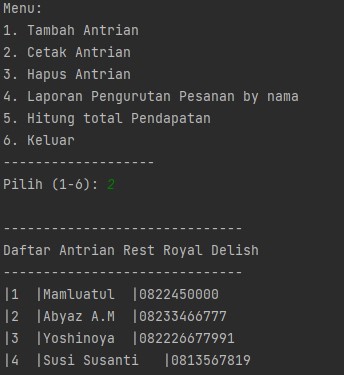 Menu:
1. Tambah Antrian
2. Cetak Antrian
3. Hapus Antrian
4. Laporan Pengurutan Pesanan by nama
5. Hitung total Pendapatan
6. Keluar
-------------------
Pilih (1-6): 2
------------------------------
Daftar Antrian Rest Royal Delish
------------------------------
|1  |Mamluatul  |0822450000
|2  |Abyaz A.M  |08233466777
|3  |Yoshinoya  |082226677991
|4  |Susi Susanti   |0813567819